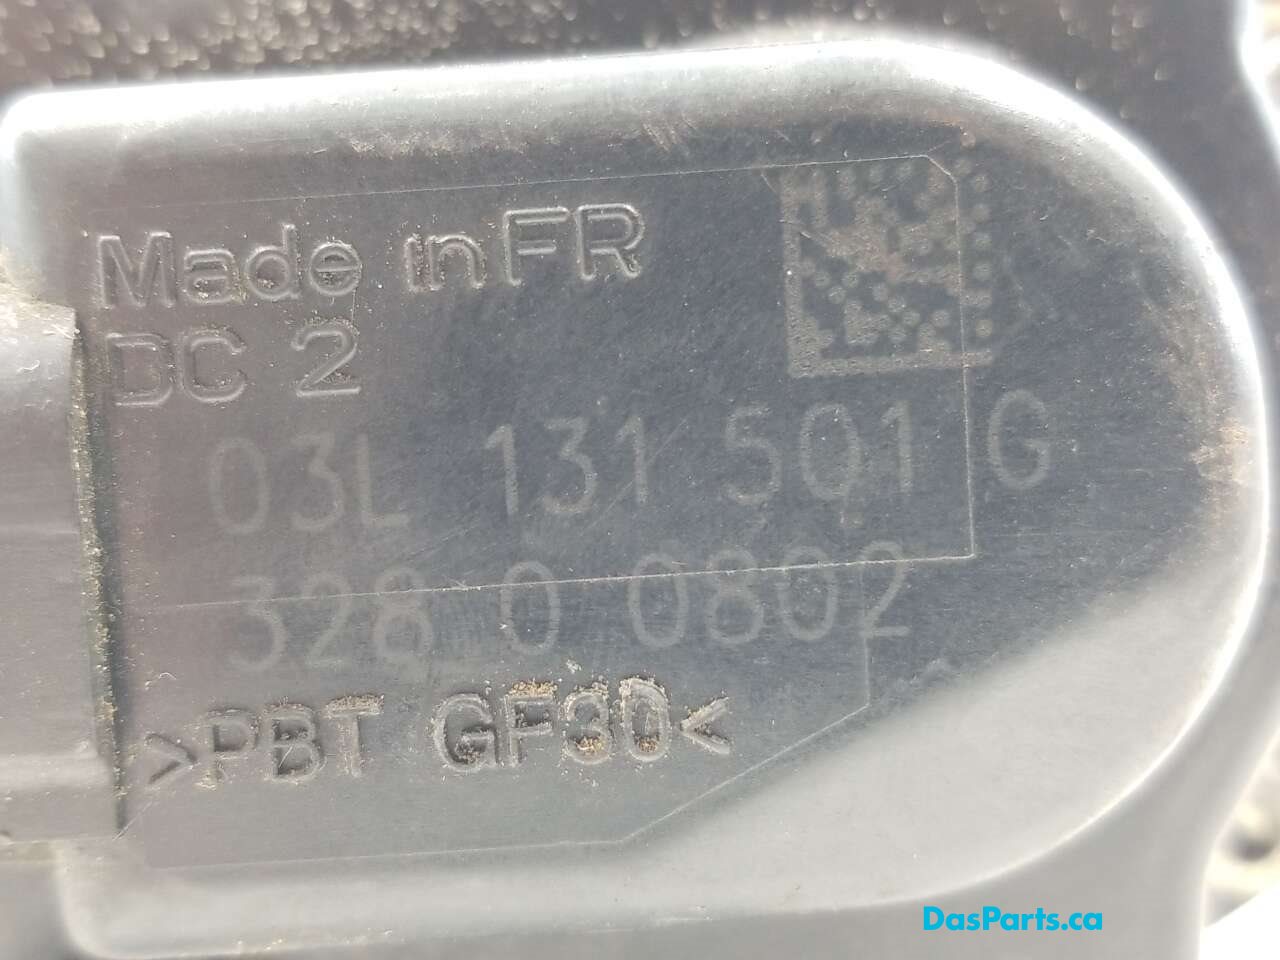 Made in FR
DC 2
03L 131 501 G
328 0 0802
>PBT GF30<
DasParts.ca